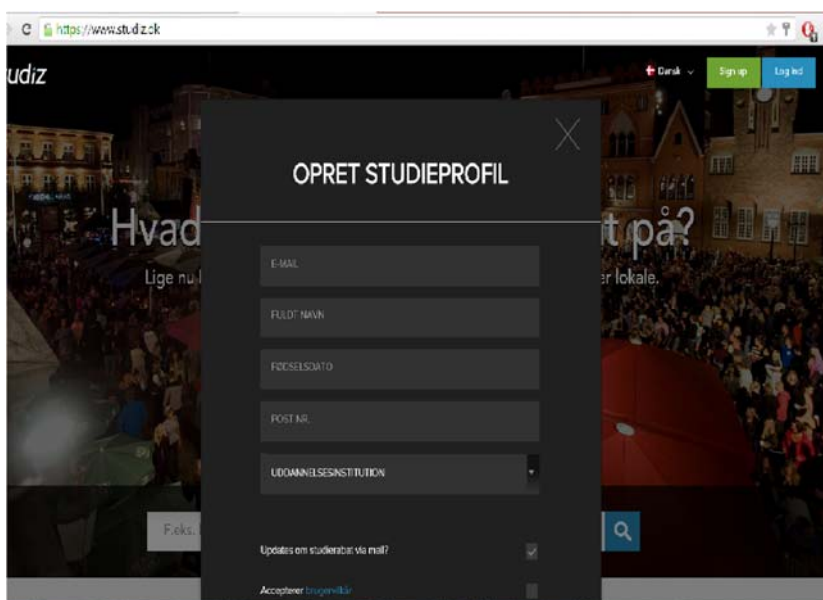 https://www.studiz.dk
udiz
Dansk
Sign up
Log ind
OPRET STUDIEPROFIL
Hvad
t på?
Lige nu
er lokale.
E-MAIL
FULDT NAVN
FØDSELSDATO
POST NR.
UDDANNELSESINSTITUTION
F.eks.
Updates om studierabat via mail?
Accepterer brugervilkår